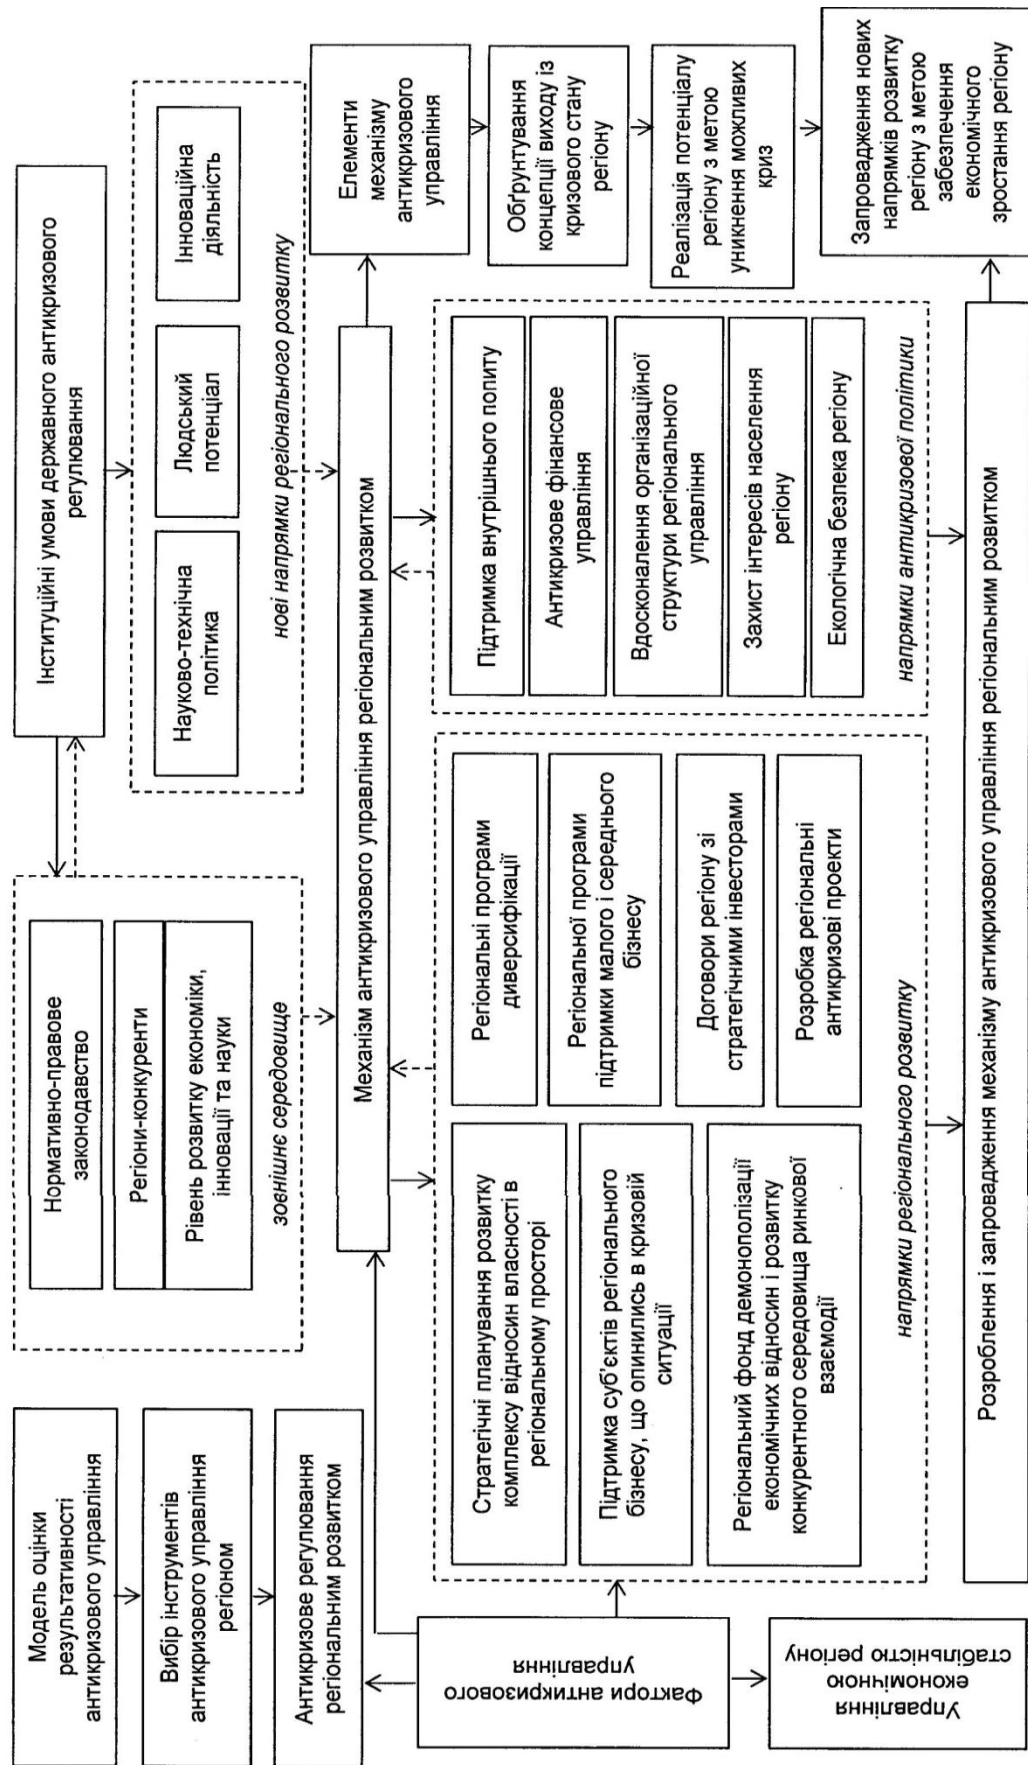 Модель оцінки
результативності
антикризового управління
Вибір інструментів
антикризового управління
регіоном
Антикризове регулювання
регіональним розвитком
Фактори антикризового
управління
Управління
економічною
стабільністю регіону
Нормативно-правове
законодавство
Регіони-конкуренти
Рівень розвитку економіки,
інновації та науки
зовнішнє середовище
Інституційні умови державного антикризового
регулювання
Науково-технічна
політика
Людський
потенціал
Інноваційна
діяльність
нові напрямки регіонального розвитку
Механізм антикризового управління регіональним розвитком
Стратегічні планування розвитку
комплексу відносин власності в
регіональному просторі
Підтримка суб'єктів регіонального
бізнесу, що опинились в кризовій
ситуації
Регіональний фонд демонополізації
економічних відносин і розвитку
конкурентного середовища ринкової
взаємодії
Регіональні програми
диверсифікації
Регіональної програми
підтримки малого і середнього
бізнесу
Договори регіону зі
стратегічними інвесторами
Розробка регіональні
антикризові проекти
напрямки регіонального розвитку
Підтримка внутрішнього попиту
Антикризове фінансове
управління
Вдосконалення організаційної
структури регіонального
управління
Захист інтересів населення
регіону
Екологічна безпека регіону
напрямки антикризової політики
Елементи
механізму
антикризового
управління
Обґрунтування
концепції виходу із
кризового стану
регіону
Реалізація потенціалу
регіону з метою
уникнення можливих
криз
Запровадження нових
напрямків розвитку
регіону з метою
забезпечення
економічного
зростання регіону
Розроблення і запровадження механізму антикризового управління регіональним розвитком